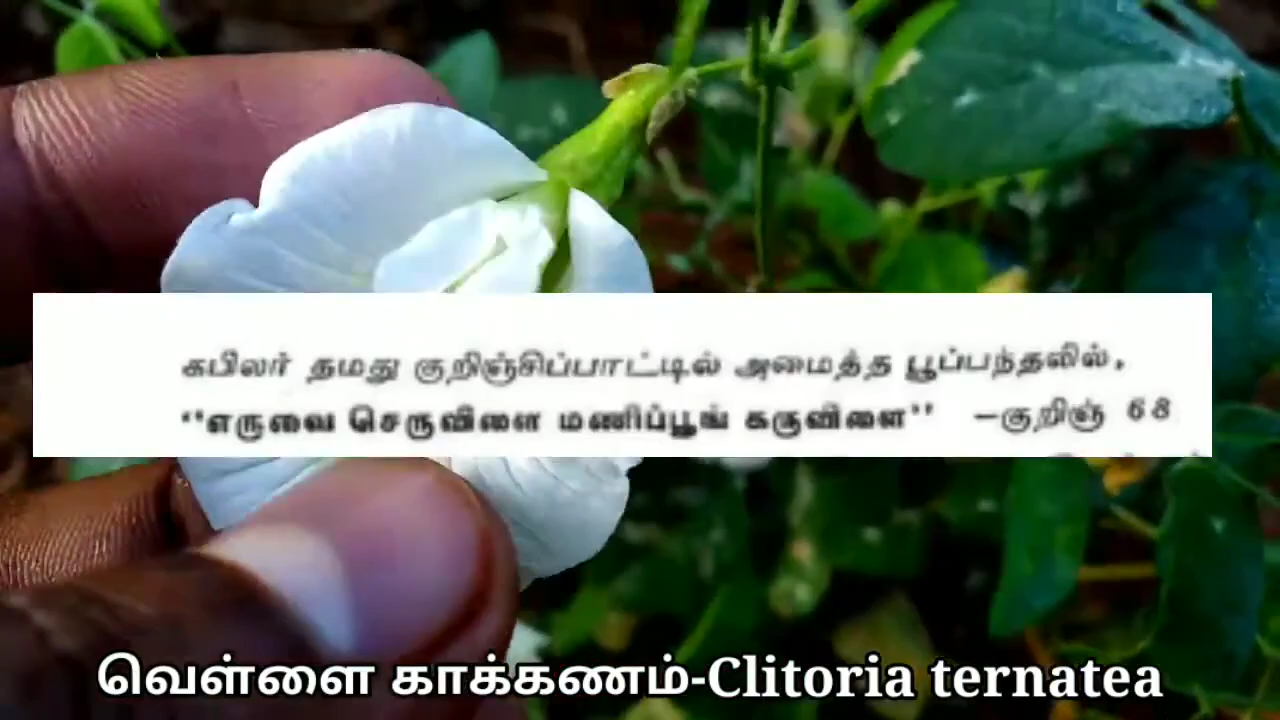 கபிலர் தமது குறிஞ்சிப்பாட்டில் அமைத்த பூப்பந்தலில்,
"எருவை செருவிளை மணிப்பூங் கருவிளை" –குறிஞ் 68
வெள்ளை காக்கணம்-Clitoria ternatea